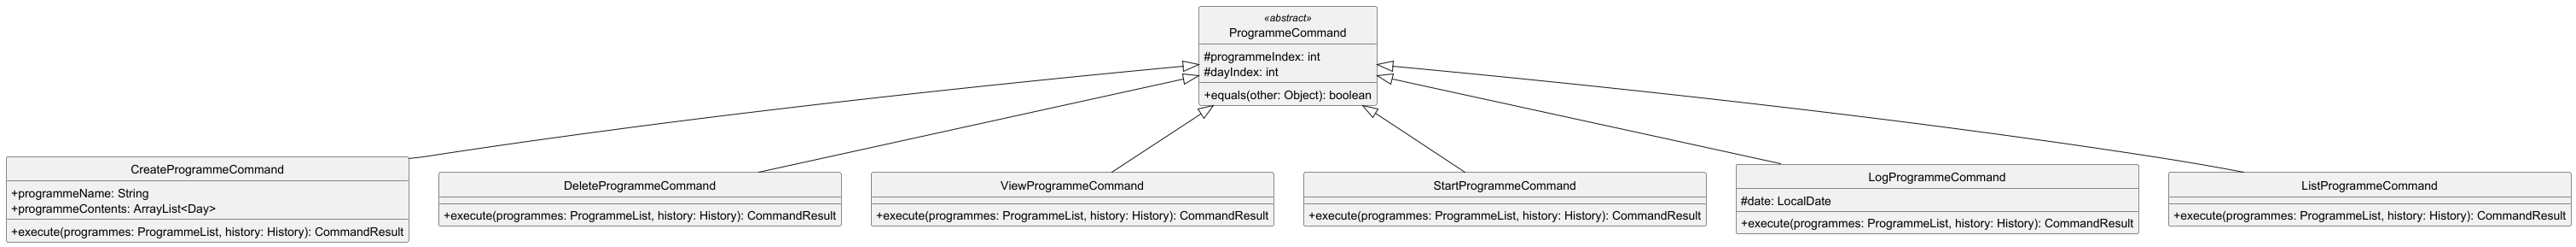 «abstract»
ProgrammeCommand
#programmeIndex: int
#dayIndex: int
+equals(other: Object): boolean
CreateProgrammeCommand
+programmeName: String
+programmeContents: ArrayList<Day>
+execute(programmes: ProgrammeList, history: History): CommandResult
DeleteProgrammeCommand
+execute(programmes: ProgrammeList, history: History): CommandResult
ViewProgrammeCommand
+execute(programmes: ProgrammeList, history: History): CommandResult
StartProgrammeCommand
+execute(programmes: ProgrammeList, history: History): CommandResult
LogProgrammeCommand
#date: LocalDate
+execute(programmes: ProgrammeList, history: History): CommandResult
ListProgrammeCommand
+execute(programmes: ProgrammeList, history: History): CommandResult